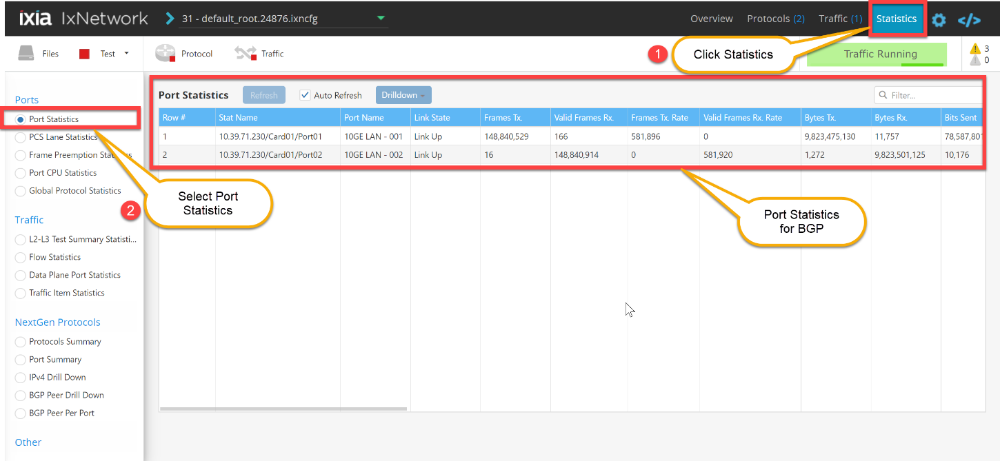 ixia IxNetwork
31 - default_root.24876.ixncfg
Overview Protocols (2) Traffic (1) Statistics
Files Test Protocol Traffic
1 Click Statistics
Traffic Running
3
0
Ports
Port Statistics
PCS Lane Statistics
Frame Preemption Statistics
Port CPU Statistics
Global Protocol Statistics
2 Select Port
Statistics
Traffic
L2-L3 Test Summary Statisti...
Flow Statistics
Data Plane Port Statistics
Traffic Item Statistics
NextGen Protocols
Protocols Summary
Port Summary
IPv4 Drill Down
BGP Peer Drill Down
BGP Peer Per Port
Other
Port Statistics Refresh Auto Refresh Drilldown Filter...
Row # Stat Name Port Name Link State Frames Tx. Valid Frames Rx. Frames Tx. Rate Valid Frames Rx. Rate Bytes Tx. Bytes Rx. Bits Sent
1 10.39.71.230/Card01/Port01 10GE LAN - 001 Link Up 148,840,529 166 581,896 0 9,823,475,130 11,757 78,587,801
2 10.39.71.230/Card01/Port02 10GE LAN - 002 Link Up 16 148,840,914 0 581,920 1,272 9,823,501,125 10,176
Port Statistics
for BGP